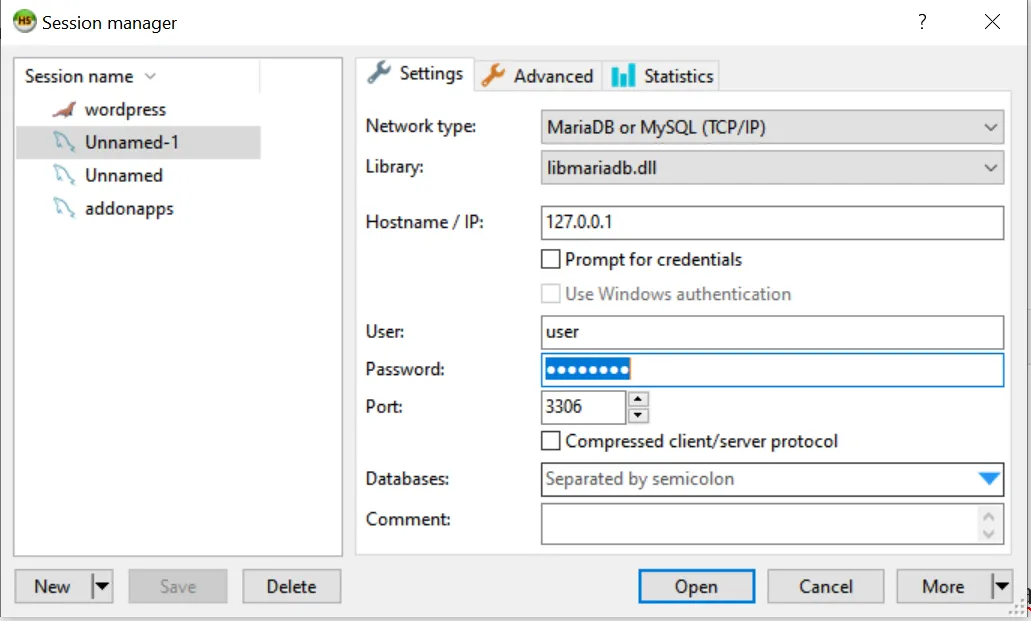 HS Session manager ?
Session name
wordpress
Unnamed-1
Unnamed
addonapps
Settings Advanced Statistics
Network type: MariaDB or MySQL (TCP/IP)
Library: libmariadb.dll
Hostname / IP: 127.0.0.1
Prompt for credentials
Use Windows authentication
User: user
Password: ●●●●●●●●
Port: 3306
Compressed client/server protocol
Databases: Separated by semicolon
Comment:
New Save Delete Open Cancel More